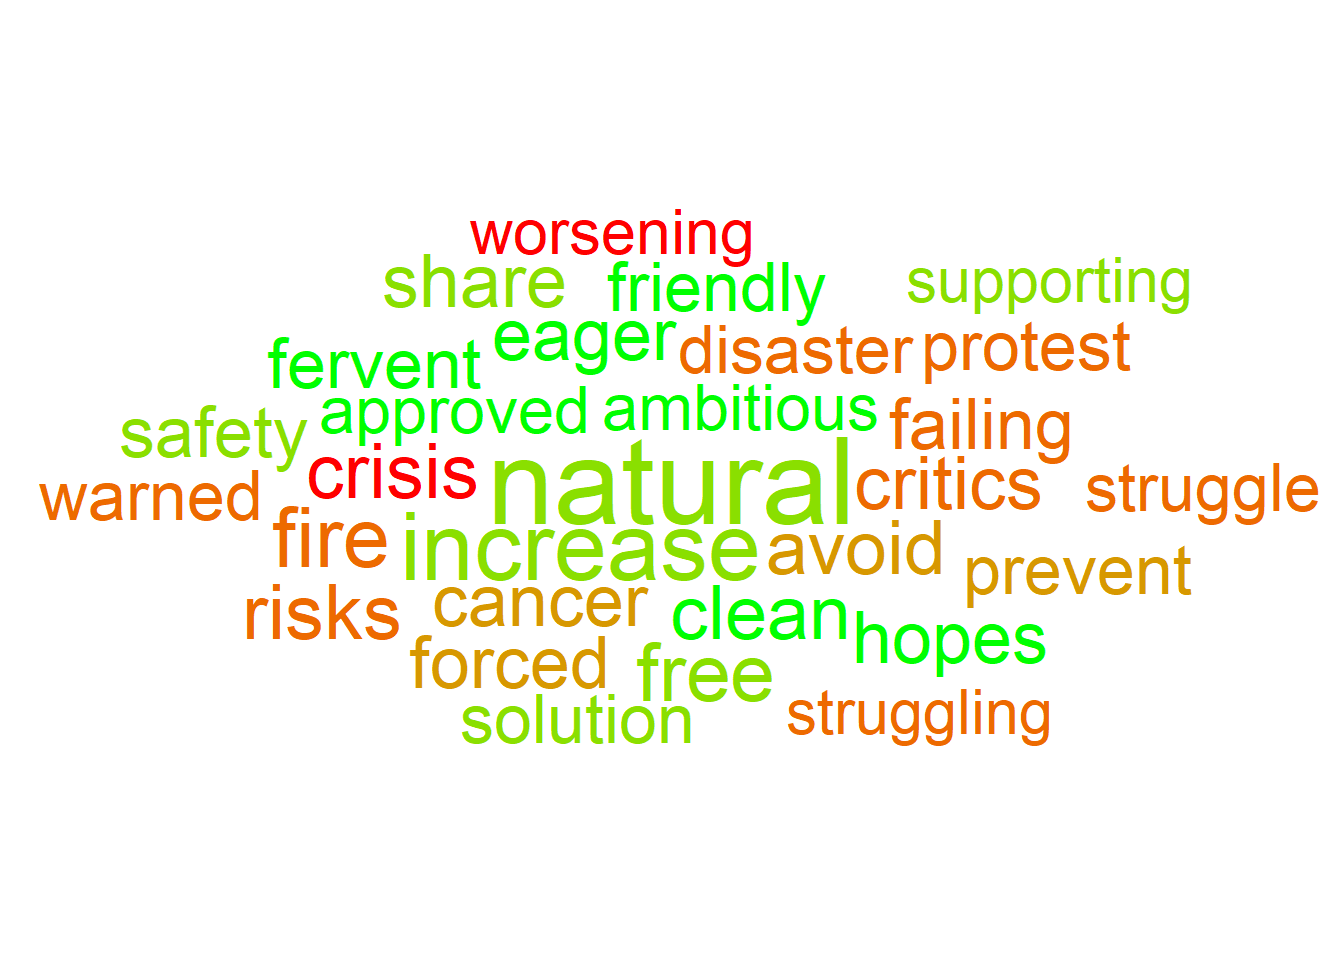 worsening
share friendly supporting
fervent eager disaster protest
safety approved ambitious failing
warned crisis natural critics struggle
fire increase avoid prevent
risks cancer clean hopes
forced free
solution struggling